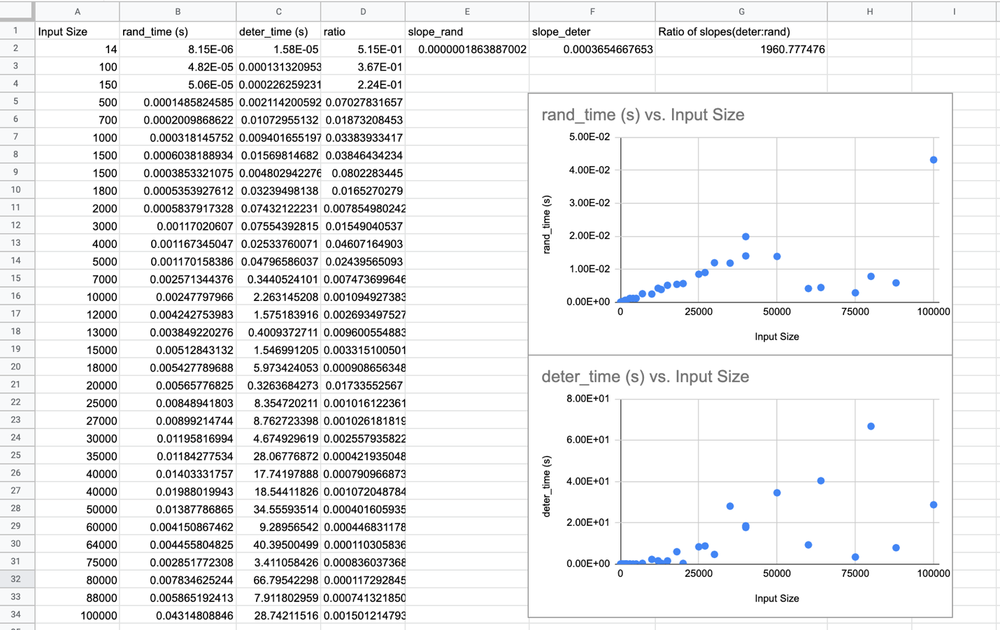 A B C D E F G H I
1 Input Size rand_time (s) deter_time (s) ratio slope_rand slope_deter Ratio of slopes(deter:rand)
2 14 8.15E-06 1.58E-05 5.15E-01 0.0000001863887002 0.0003654667653 1960.777476
3 100 4.82E-05 0.000131320953 3.67E-01
4 150 5.06E-05 0.000226259231 2.24E-01
5 500 0.0001485824585 0.002114200592 0.07027831657
6 700 0.0002009868622 0.01072955132 0.01873208453
7 1000 0.000318145752 0.009401655197 0.03383933417
8 1500 0.0006038188934 0.01569814682 0.03846434234
9 1500 0.0003853321075 0.004802942276 0.0802283445
10 1800 0.0005353927612 0.03239498138 0.0165270279
11 2000 0.0005837917328 0.07432122231 0.007854980242
12 3000 0.00117020607 0.07554392815 0.01549040537
13 4000 0.001167345047 0.02533760071 0.04607164903
14 5000 0.001170158386 0.04796586037 0.02439565093
15 7000 0.002571344376 0.3440524101 0.007473699646
16 10000 0.00247797966 2.263145208 0.001094927383
17 12000 0.004242753983 1.575183916 0.002693497527
18 13000 0.003849220276 0.4009372711 0.009600554883
19 15000 0.00512843132 1.546991205 0.003315100501
20 18000 0.005427789688 5.973424053 0.000908656348
21 20000 0.00565776825 0.3263684273 0.01733552567
22 25000 0.00848941803 8.354720211 0.001016122361
23 27000 0.00899214744 8.762723398 0.001026181819
24 30000 0.01195816994 4.674929619 0.002557935822
25 35000 0.01184277534 28.06776872 0.000421935048
26 40000 0.01403331757 17.74197888 0.000790966873
27 40000 0.01988019943 18.54411826 0.001072048784
28 50000 0.01387786865 34.55593514 0.000401605935
29 60000 0.004150867462 9.28956542 0.000446831178
30 64000 0.004455804825 40.39500499 0.000110305836
31 75000 0.002851772308 3.411058426 0.000836037368
32 80000 0.007834625244 66.79542298 0.000117292845
33 88000 0.005865192413 7.911802959 0.000741321850
34 100000 0.04314808846 28.74211516 0.001501214793
rand_time (s) vs. Input Size
5.00E-02
4.00E-02
3.00E-02
2.00E-02
1.00E-02
0.00E+00
rand_time (s)
0 25000 50000 75000 100000
Input Size
deter_time (s) vs. Input Size
8.00E+01
6.00E+01
4.00E+01
2.00E+01
0.00E+00
deter_time (s)
0 25000 50000 75000 100000
Input Size